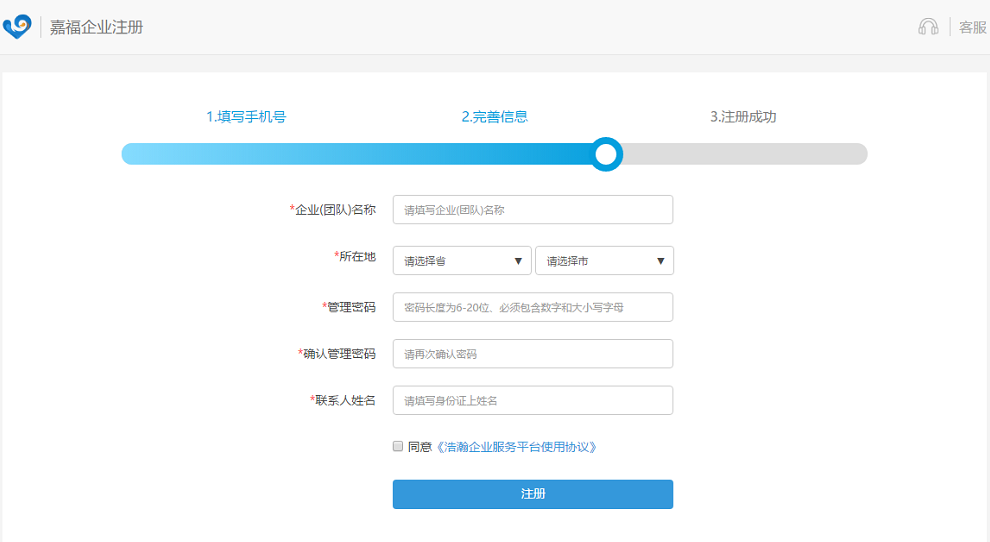 嘉福企业注册 客服
1.填写手机号 2.完善信息 3.注册成功
*企业(团队)名称 请填写企业(团队)名称
*所在地 请选择省 ▼ 请选择市 ▼
*管理密码 密码长度为6-20位、必须包含数字和大小写字母
*确认管理密码 请再次确认密码
*联系人姓名 请填写身份证上姓名
同意《浩瀚企业服务平台使用协议》
注册